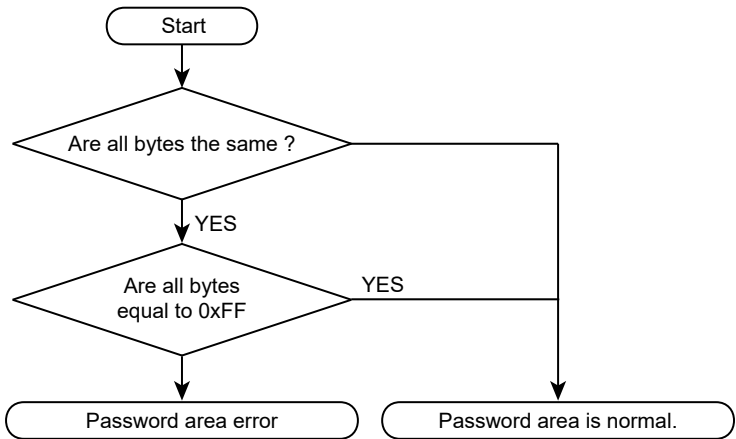 Start
Are all bytes the same ?
YES
Are all bytes
equal to 0xFF
YES
Password area error
Password area is normal.